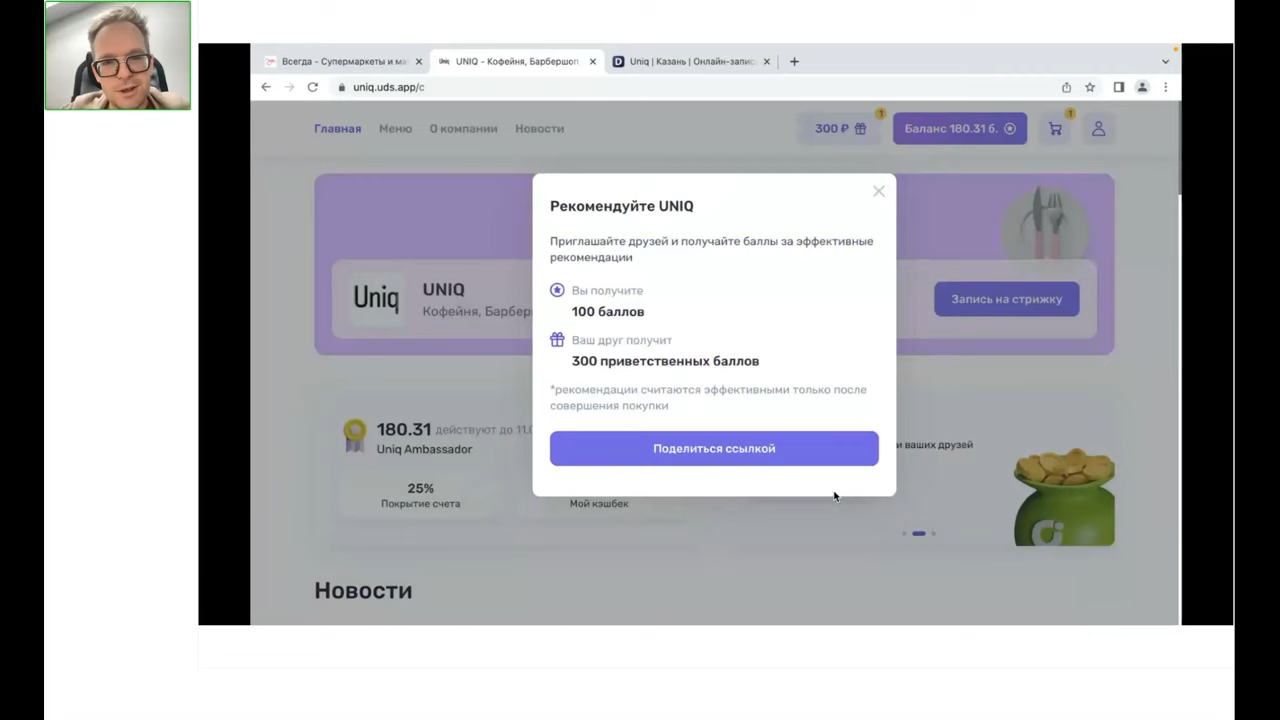 Всегда - Супермаркеты и ма
UNIQ - Кофейня, Барбершоп,
Uniq | Казань | Онлайн-запис
uniq.uds.app/c
Главная Меню О компании Новости
300 ₽ 1 Баланс 180.31 б. 1
Рекомендуйте UNIQ
Приглашайте друзей и получайте баллы за эффективные
рекомендации
Вы получите
100 баллов
Ваш друг получит
300 приветственных баллов
*рекомендации считаются эффективными только после
совершения покупки
Поделиться ссылкой
Uniq
UNIQ
Кофейня, Барбер
Запись на стрижку
180.31 действуют до 11.0
Uniq Ambassador
25%
Покрытие счета
Мой кэшбек
и ваших друзей
Новости